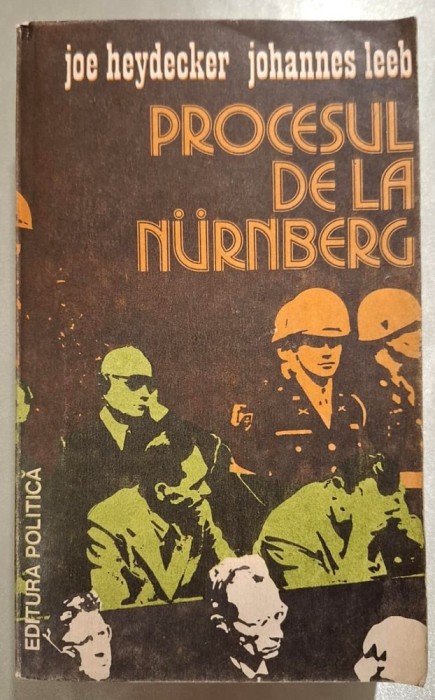 joe heydecker johannes leeb
PROCESUL
DE LA
NÜRNBERG
EDITURA POLITICĂ